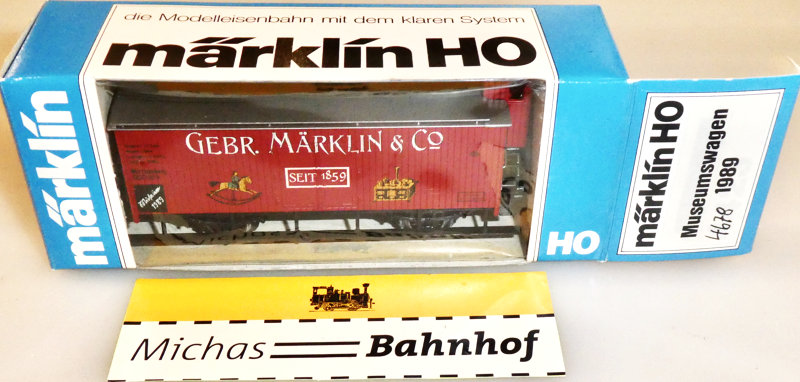 die Modelleisenbahn mit dem klaren System
märklin HO
märklin
GEBR. MÄRKLIN & CO
SEIT 1859
1989
HO
märklin HO
Museumswagen
4678 1989
Michas Bahnhof